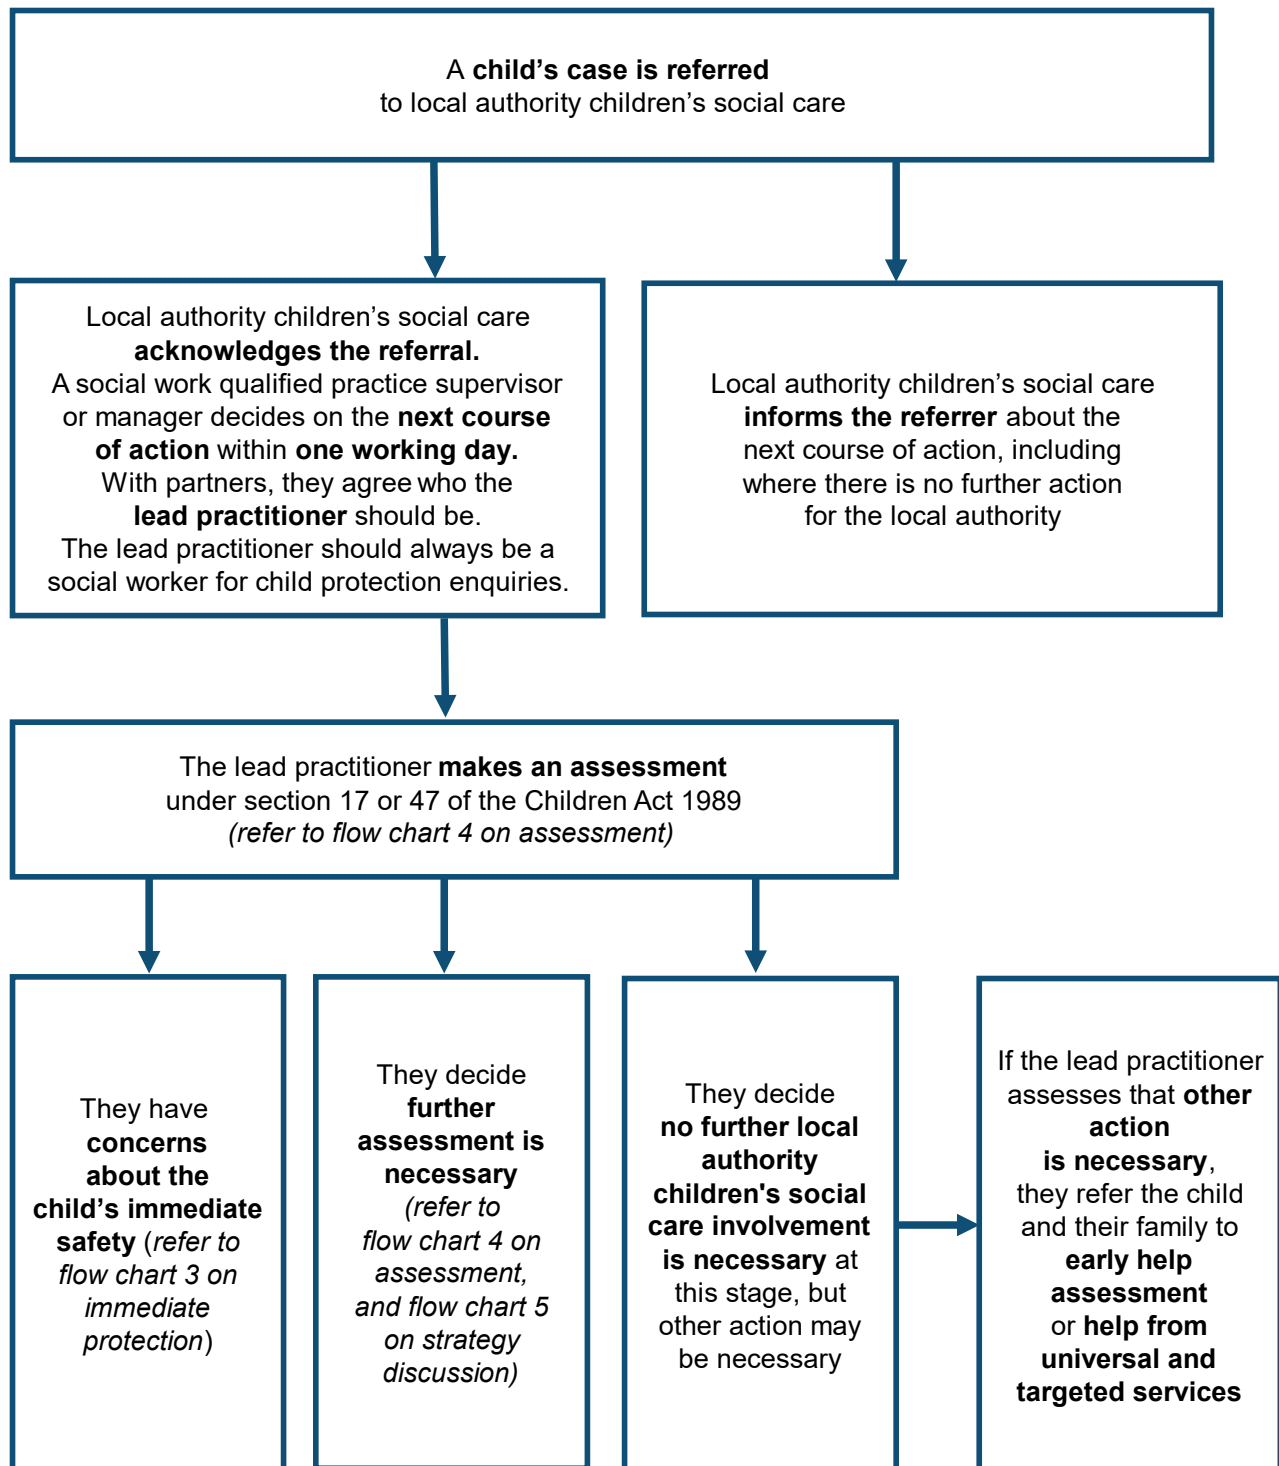 A child’s case is referred
to local authority children’s social care
Local authority children’s social care
acknowledges the referral.
A social work qualified practice supervisor
or manager decides on the next course
of action within one working day.
With partners, they agree who the
lead practitioner should be.
The lead practitioner should always be a
social worker for child protection enquiries.
Local authority children’s social care
informs the referrer about the
next course of action, including
where there is no further action
for the local authority
The lead practitioner makes an assessment
under section 17 or 47 of the Children Act 1989
(refer to flow chart 4 on assessment)
They have
concerns
about the
child’s immediate
safety (refer to
flow chart 3 on
immediate
protection)
They decide
further
assessment is
necessary
(refer to
flow chart 4 on
assessment,
and flow chart 5
on strategy
discussion)
They decide
no further local
authority
children's social
care involvement
is necessary at
this stage, but
other action may
be necessary
If the lead practitioner
assesses that other
action
is necessary,
they refer the child
and their family to
early help
assessment
or help from
universal and
targeted services